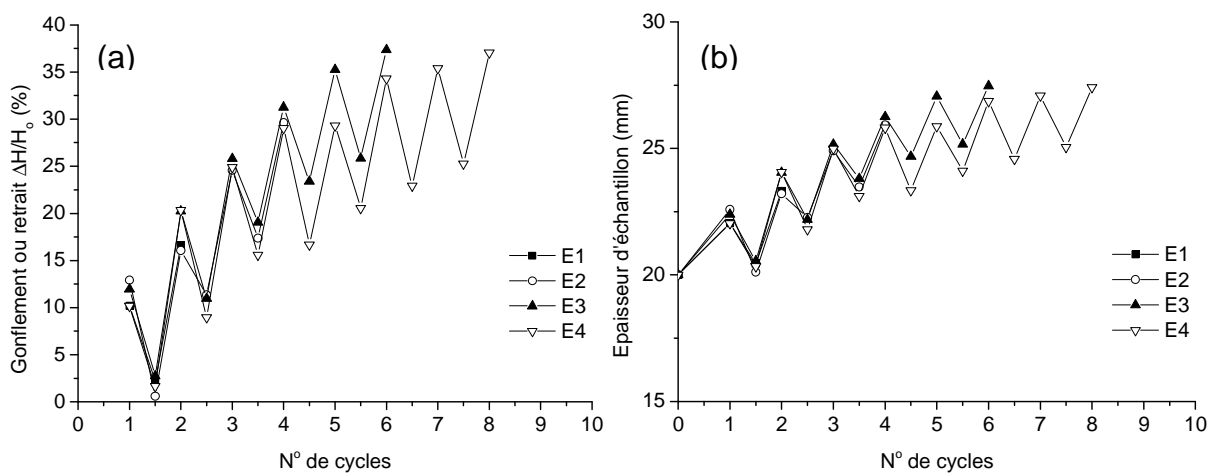 (a)
Gonflement ou retrait ΔH/Ho (%)
40
35
30
25
20
15
10
5
0
0 1 2 3 4 5 6 7 8 9 10
N° de cycles
E1
E2
E3
E4
(b)
Epaisseur d'échantillon (mm)
30
25
20
15
0 1 2 3 4 5 6 7 8 9 10
N° de cycles
E1
E2
E3
E4